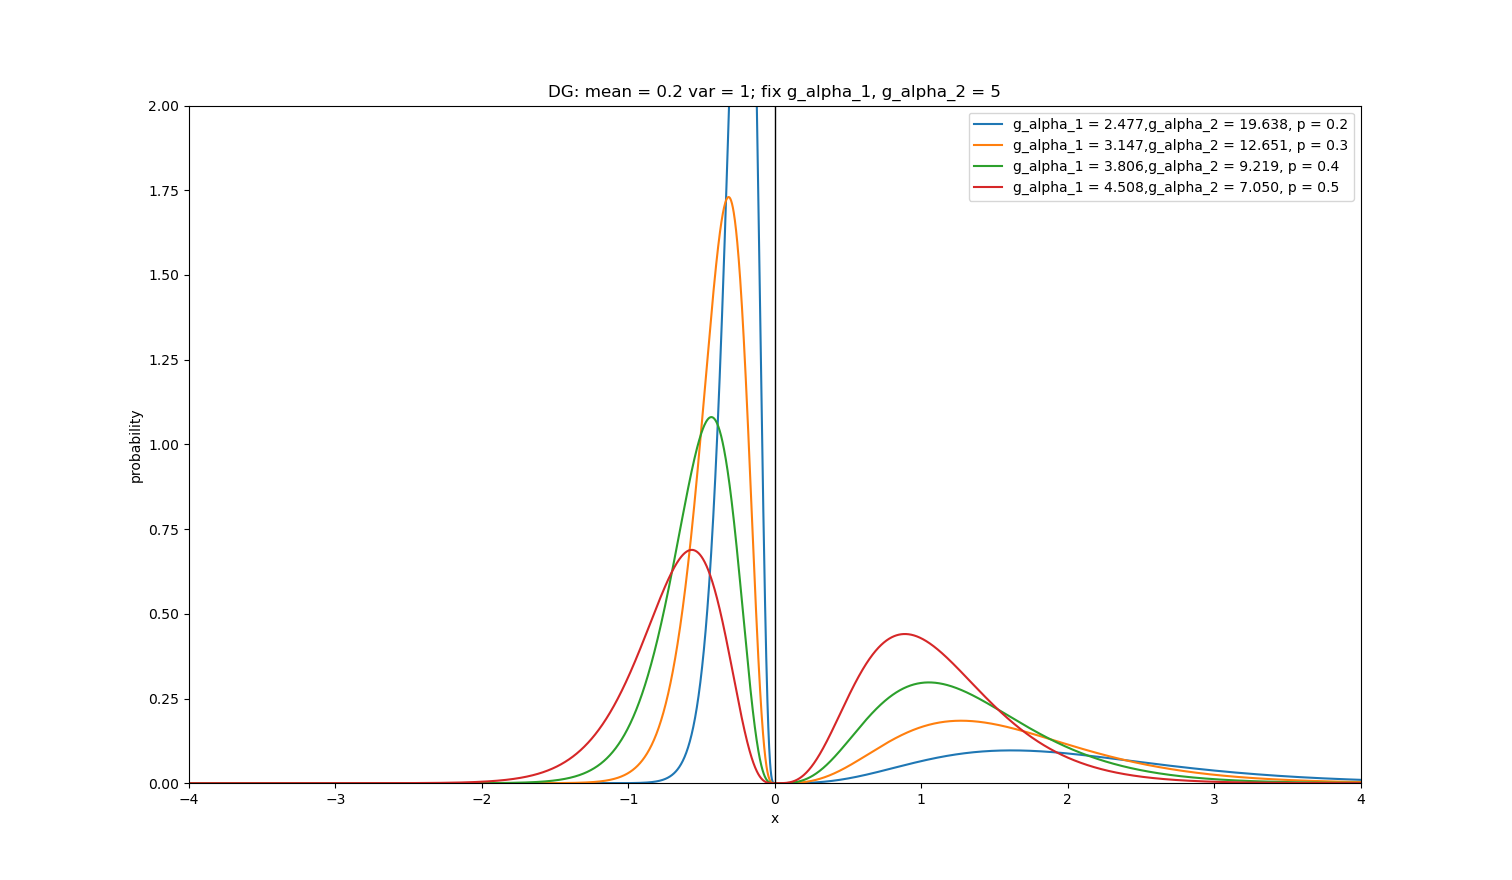 DG: mean = 0.2 var = 1; fix g_alpha_1, g_alpha_2 = 5
2.00
g_alpha_1 = 2.477,g_alpha_2 = 19.638, p = 0.2
g_alpha_1 = 3.147,g_alpha_2 = 12.651, p = 0.3
g_alpha_1 = 3.806,g_alpha_2 = 9.219, p = 0.4
g_alpha_1 = 4.508,g_alpha_2 = 7.050, p = 0.5
1.75
1.50
1.25
1.00
probability
0.75
0.50
0.25
0.00
−4 −3 −2 −1 0 1 2 3 4
x